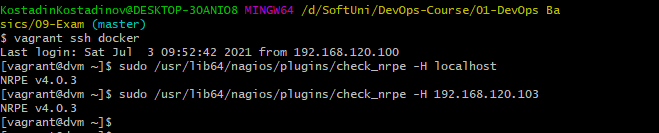 KostadinKostadinov@DESKTOP-3OANIO8 MINGW64 /d/SoftUni/DevOps-Course/01-DevOps Ba
sics/09-Exam (master)
$ vagrant ssh docker
Last login: Sat Jul  3 09:52:42 2021 from 192.168.120.100
[vagrant@dvm ~]$ sudo /usr/lib64/nagios/plugins/check_nrpe -H localhost
NRPE v4.0.3
[vagrant@dvm ~]$ sudo /usr/lib64/nagios/plugins/check_nrpe -H 192.168.120.103
NRPE v4.0.3
[vagrant@dvm ~]$